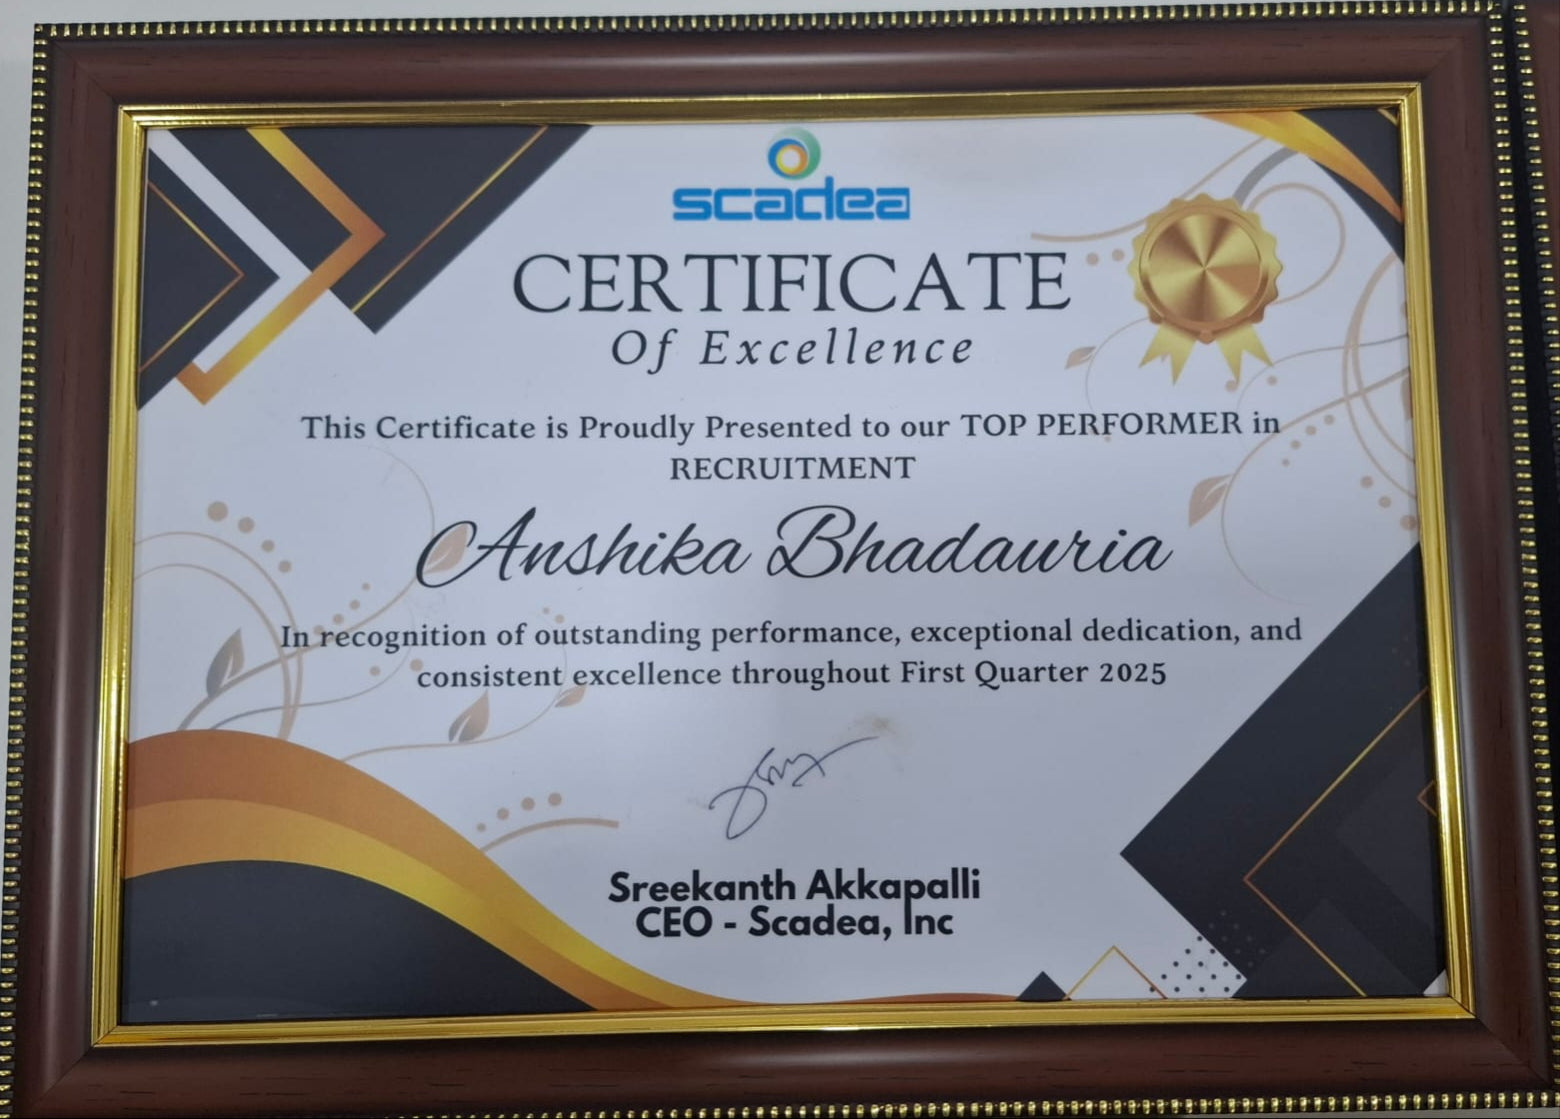 scadea
CERTIFICATE
Of Excellence
This Certificate is Proudly Presented to our TOP PERFORMER in
RECRUITMENT
Anshika Bhadauria
In recognition of outstanding performance, exceptional dedication, and
consistent excellence throughout First Quarter 2025
Sreekanth Akkapalli
CEO - Scadea, Inc